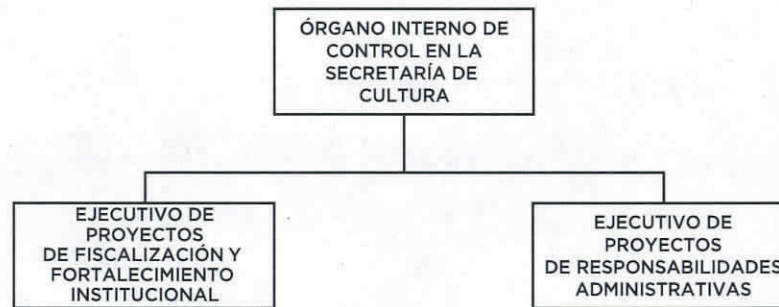 ÓRGANO INTERNO DE
CONTROL EN LA
SECRETARÍA DE
CULTURA
EJECUTIVO DE
PROYECTOS
DE FISCALIZACIÓN Y
FORTALECIMIENTO
INSTITUCIONAL
EJECUTIVO DE
PROYECTOS
DE RESPONSABILIDADES
ADMINISTRATIVAS